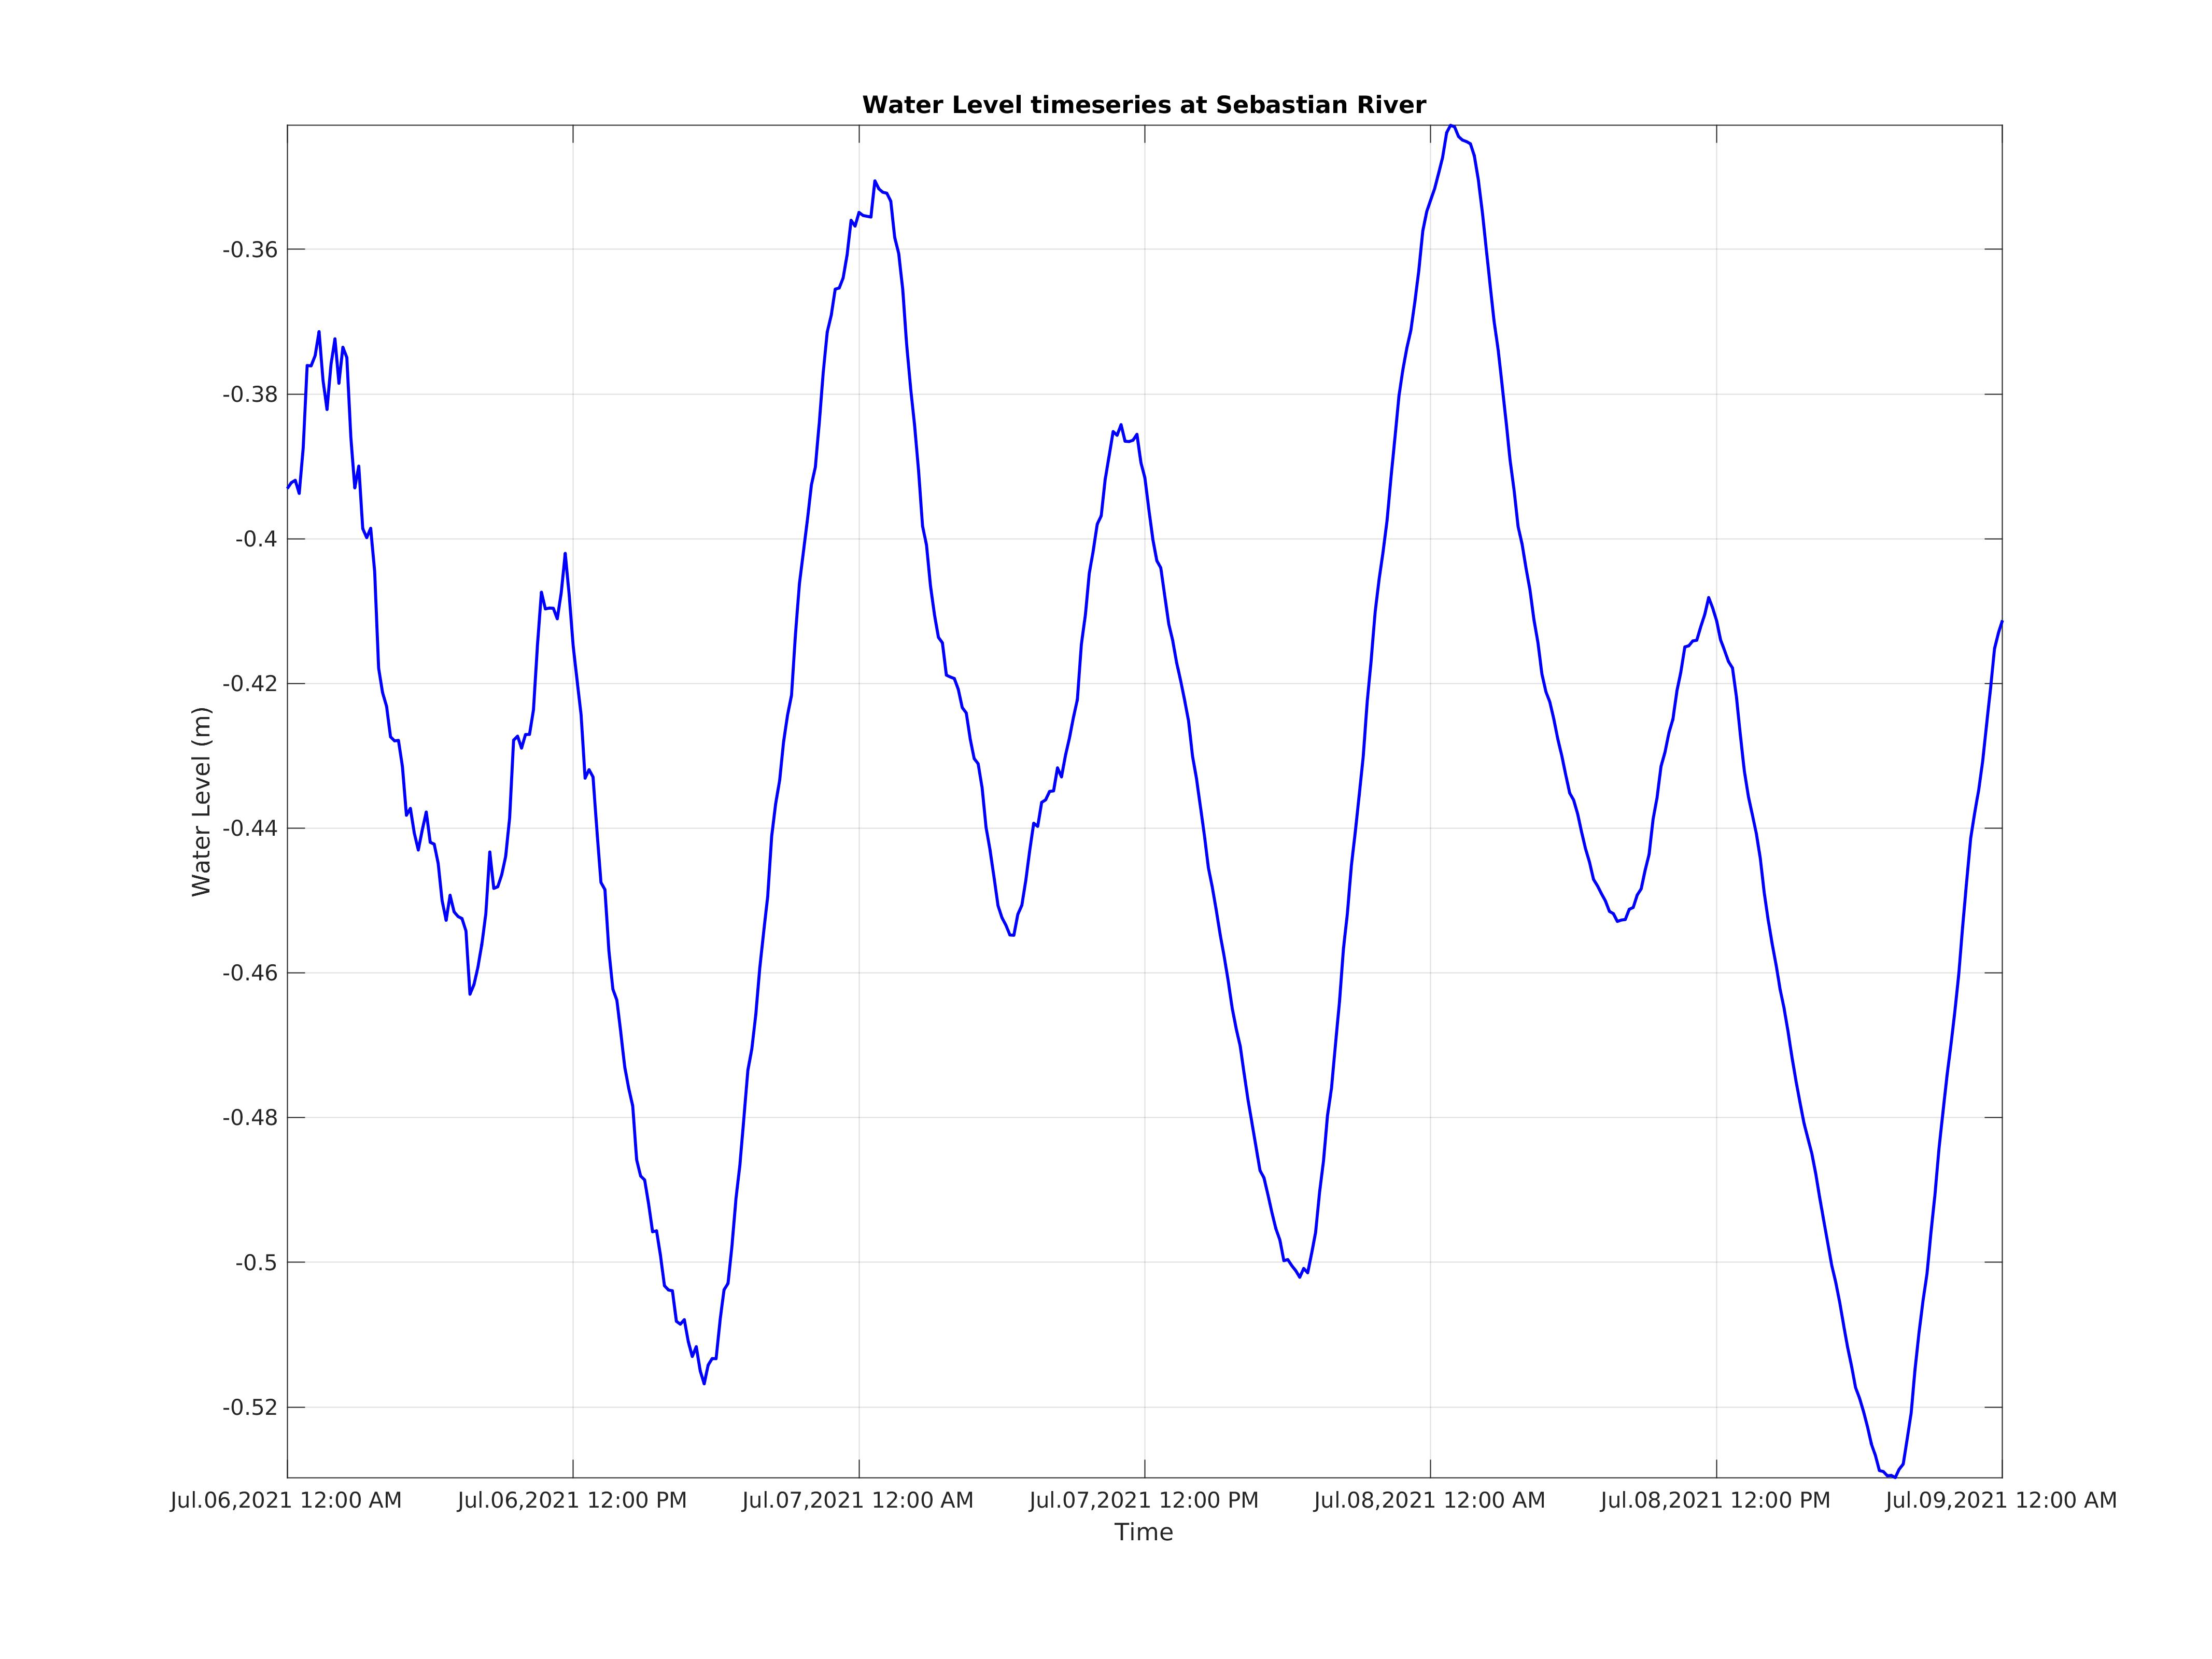 Water Level timeseries at Sebastian River
-0.36
-0.38
-0.4
-0.42
-0.44
-0.46
-0.48
-0.5
-0.52
Water Level (m)
Jul.06,2021 12:00 AM Jul.06,2021 12:00 PM Jul.07,2021 12:00 AM Jul.07,2021 12:00 PM Jul.08,2021 12:00 AM Jul.08,2021 12:00 PM Jul.09,2021 12:00 AM
Time